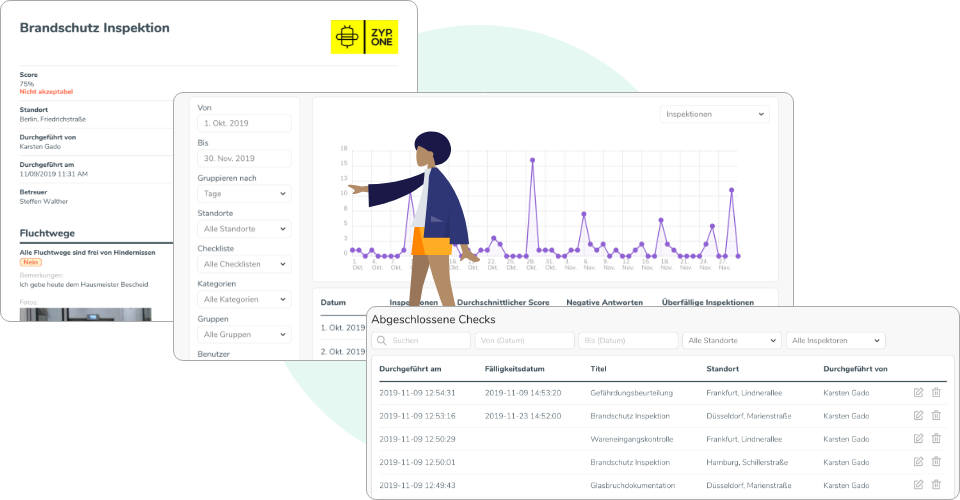 Brandschutz Inspektion
ZYP.
ONE
Score
75%
Nicht akzeptabel
Standort
Berlin, Friedrichstraße
Durchgeführt von
Karsten Gado
Durchgeführt am
11/09/2019 11:31 AM
Betreuer
Steffen Walther
Fluchtwege
Alle Fluchtwege sind frei von Hindernissen
Nein
Bemerkungen:
Ich gebe heute dem Hausmeister Bescheid
Fotos:
Von
1. Okt. 2019
Bis
30. Nov. 2019
Gruppieren nach
Tage
Standorte
Alle Standorte
Checkliste
Alle Checklisten
Kategorien
Alle Kategorien
Gruppen
Alle Gruppen
Benutzer
Inspektionen
18
15
13
10
8
5
3
0
1. Okt.
4. Okt.
Okt.
16. Okt.
Okt.
22. Okt.
25. Okt.
28. Okt.
31. Okt.
3. Nov.
6. Nov.
9. Nov.
12. Nov.
15. Nov.
18. Nov.
21. Nov.
24. Nov.
27. Nov.
Datum Inspektionen Durchschnittlicher Score Negative Antworten Überfällige Inspektionen
1. Okt. 2019
2. Okt. 2019
Abgeschlossene Checks
Suchen Von (Datum) Bis (Datum) Alle Standorte Alle Inspektoren
Durchgeführt am Fälligkeitsdatum Titel Standort Durchgeführt von
2019-11-09 12:54:31 2019-11-09 14:53:20 Gefährdungsbeurteilung Frankfurt, Lindnerallee Karsten Gado
2019-11-09 12:53:16 2019-11-23 14:52:00 Brandschutz Inspektion Düsseldorf, Marienstraße Karsten Gado
2019-11-09 12:50:29 Wareneingangskontrolle Frankfurt, Lindnerallee Karsten Gado
2019-11-09 12:50:01 Brandschutz Inspektion Hamburg, Schillerstraße Karsten Gado
2019-11-09 12:49:43 Glasbruchdokumentation Düsseldorf, Marienstraße Karsten Gado